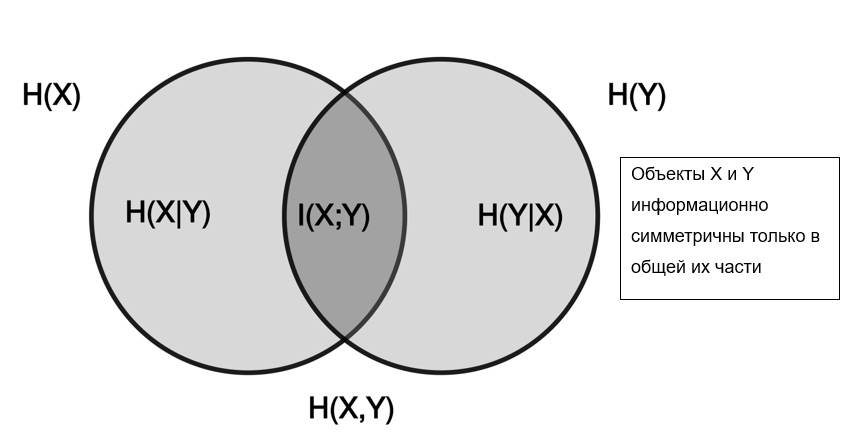 H(X)
H(Y)
H(X|Y)
I(X;Y)
H(Y|X)
Объекты X и Y
информационно
симметричны только в
общей их части
H(X,Y)